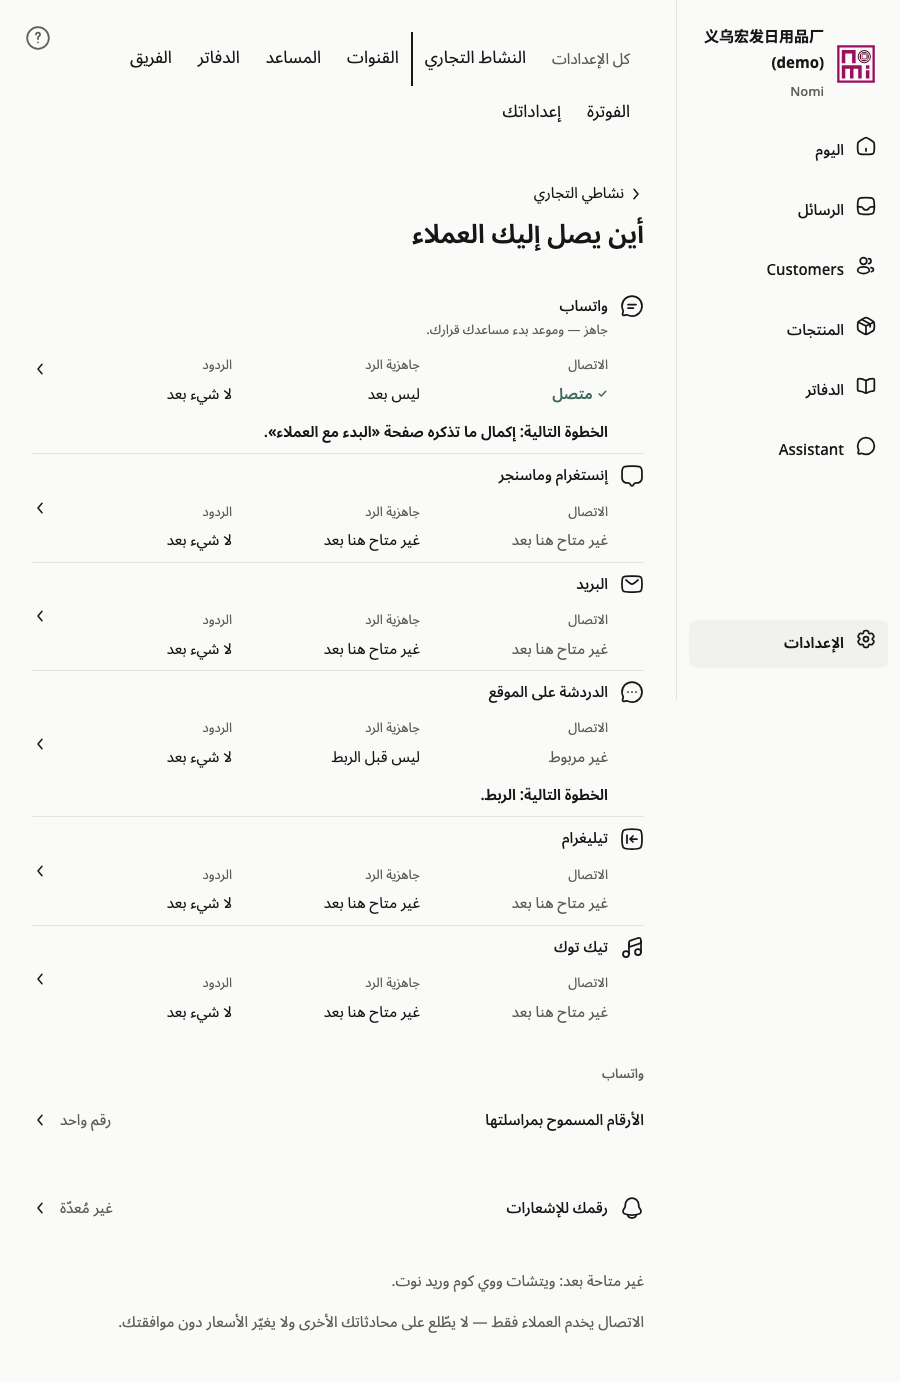 义乌宏发日用品厂
(demo)
Nomi
اليوم
الرسائل
Customers
المنتجات
الدفاتر
Assistant
الإعدادات
كل الإعدادات
النشاط التجاري
القنوات
المساعد
الدفاتر
الفريق
الفوترة
إعداداتك
نشاطي التجاري
أين يصل إليك العملاء
واتساب
جاهز — وموعد بدء مساعدك قرارك.
الاتصال جاهزية الرد الردود
متصل ليس بعد لا شيء بعد
الخطوة التالية: إكمال ما تذكره صفحة «البدء مع العملاء».
إنستغرام وماسنجر
الاتصال جاهزية الرد الردود
غير متاح هنا بعد غير متاح هنا بعد لا شيء بعد
البريد
الاتصال جاهزية الرد الردود
غير متاح هنا بعد غير متاح هنا بعد لا شيء بعد
الدردشة على الموقع
الاتصال جاهزية الرد الردود
غير مربوط ليس قبل الربط لا شيء بعد
الخطوة التالية: الربط.
تيليغرام
الاتصال جاهزية الرد الردود
غير متاح هنا بعد غير متاح هنا بعد لا شيء بعد
تيك توك
الاتصال جاهزية الرد الردود
غير متاح هنا بعد غير متاح هنا بعد لا شيء بعد
واتساب
الأرقام المسموح بمراسلتها رقم واحد
رقمك للإشعارات غير مُعدّة
غير متاحة بعد: ويتشات ووي كوم وريد نوت.
الاتصال يخدم العملاء فقط — لا يطّلع على محادثاتك الأخرى ولا يغيّر الأسعار دون موافقتك.